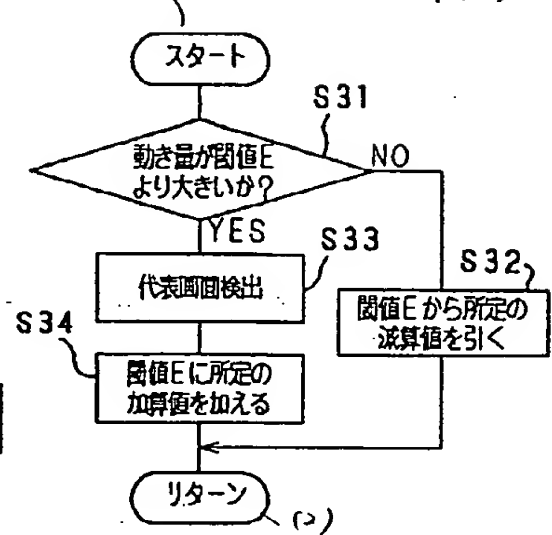 スタート
S31
動き量が閾値E
より大きいか?
NO
YES
S33
代表画面検出
S32
閾値Eから所定の
減算値を引く
S34
閾値Eに所定の
加算値を加える
リターン
(2)